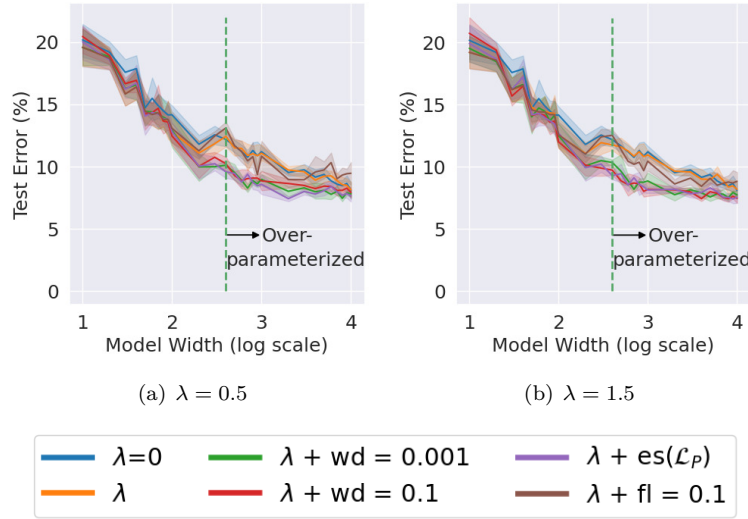 20
15
10
5
0
Test Error (%)
Over-
parameterized
1 2 3 4
Model Width (log scale)
(a) λ = 0.5
20
15
10
5
0
Test Error (%)
Over-
parameterized
1 2 3 4
Model Width (log scale)
(b) λ = 1.5
λ=0
λ + wd = 0.001
λ + es(ℒ_P)
λ
λ + wd = 0.1
λ + fl = 0.1